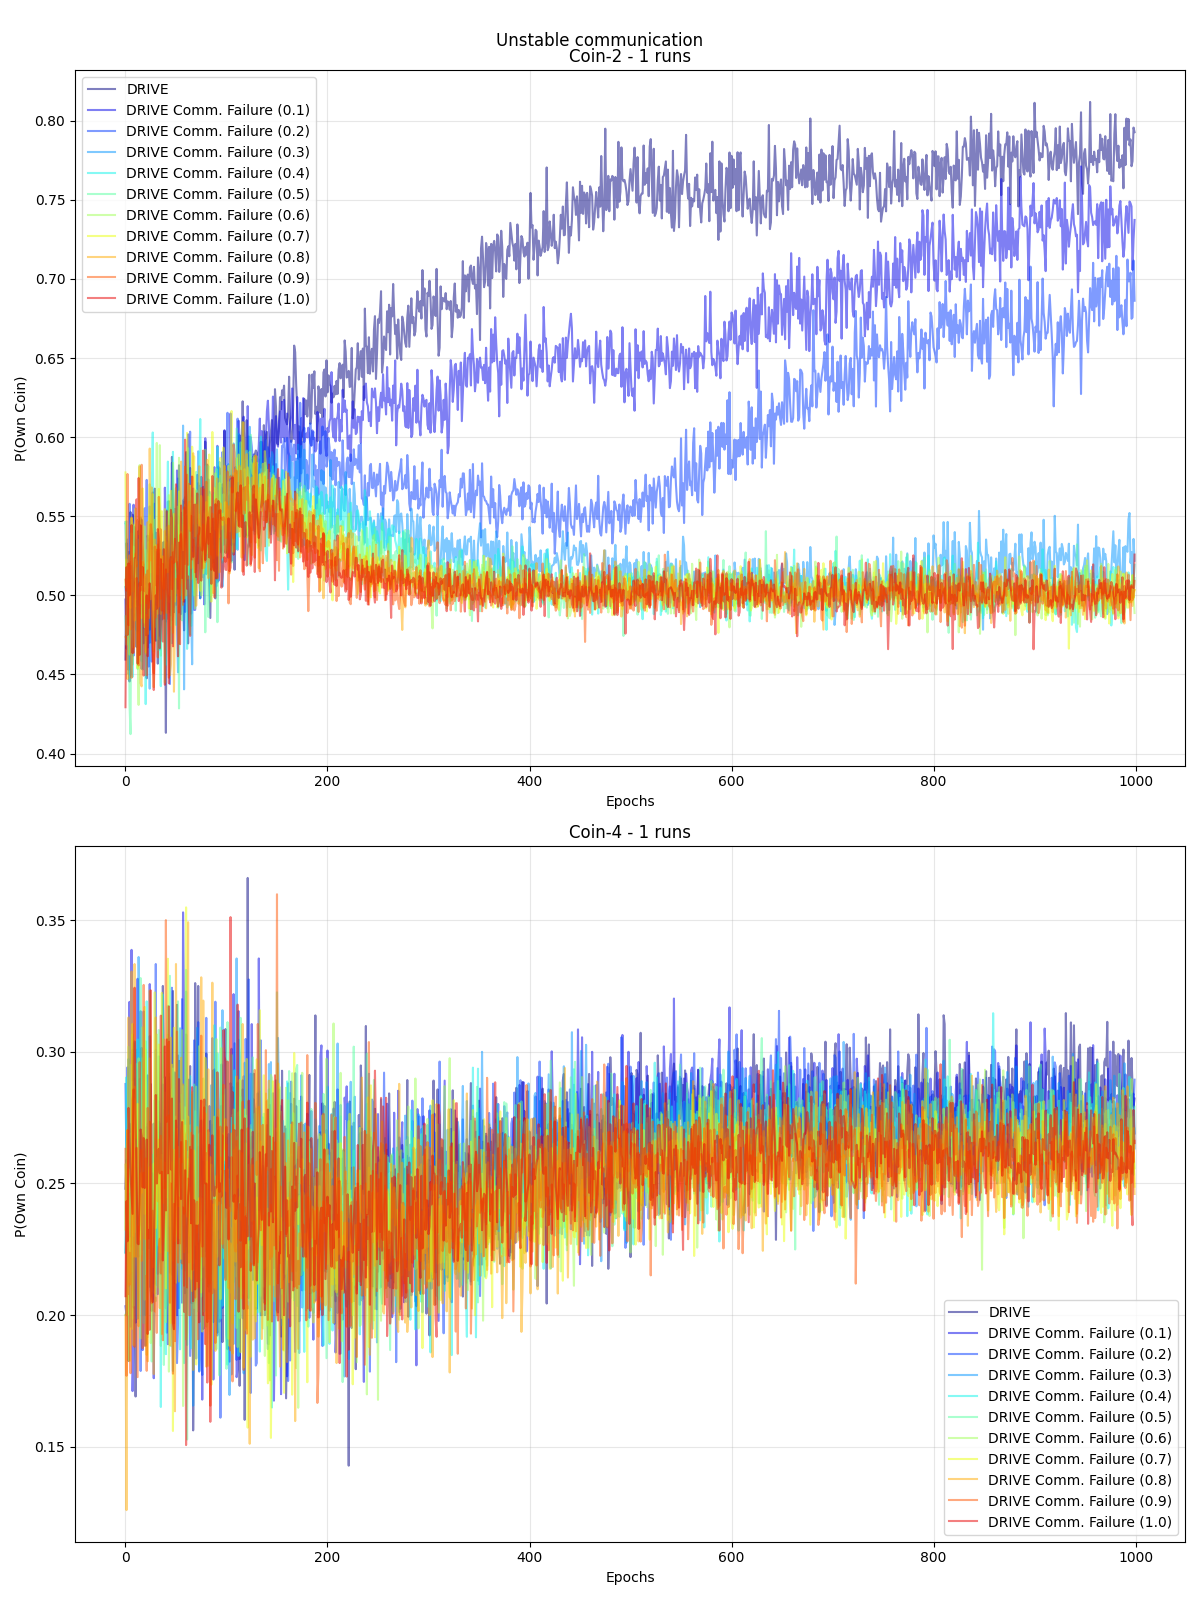 Unstable communication
Coin-2 - 1 runs
DRIVE
DRIVE Comm. Failure (0.1)
DRIVE Comm. Failure (0.2)
DRIVE Comm. Failure (0.3)
DRIVE Comm. Failure (0.4)
DRIVE Comm. Failure (0.5)
DRIVE Comm. Failure (0.6)
DRIVE Comm. Failure (0.7)
DRIVE Comm. Failure (0.8)
DRIVE Comm. Failure (0.9)
DRIVE Comm. Failure (1.0)
P(Own Coin)
0.80
0.75
0.70
0.65
0.60
0.55
0.50
0.45
0.40
0 200 400 600 800 1000
Epochs
Coin-4 - 1 runs
P(Own Coin)
0.35
0.30
0.25
0.20
0.15
DRIVE
DRIVE Comm. Failure (0.1)
DRIVE Comm. Failure (0.2)
DRIVE Comm. Failure (0.3)
DRIVE Comm. Failure (0.4)
DRIVE Comm. Failure (0.5)
DRIVE Comm. Failure (0.6)
DRIVE Comm. Failure (0.7)
DRIVE Comm. Failure (0.8)
DRIVE Comm. Failure (0.9)
DRIVE Comm. Failure (1.0)
0 200 400 600 800 1000
Epochs